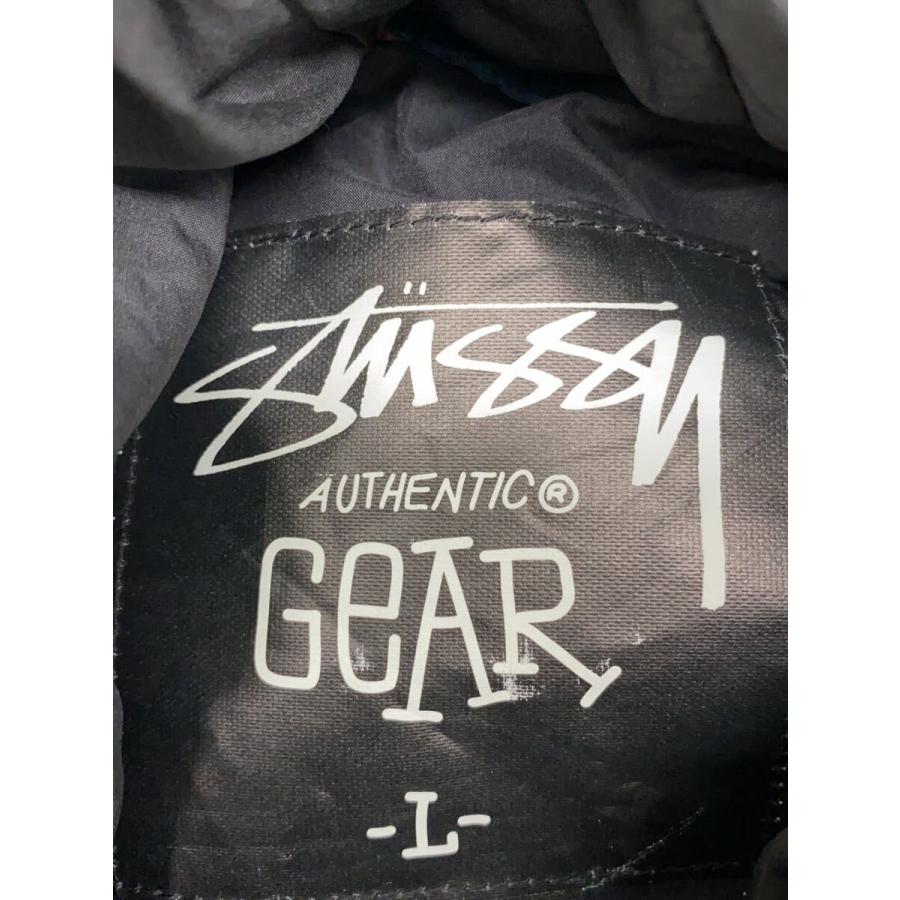 Stüssy
AUTHENTIC®
GeAR
-L-